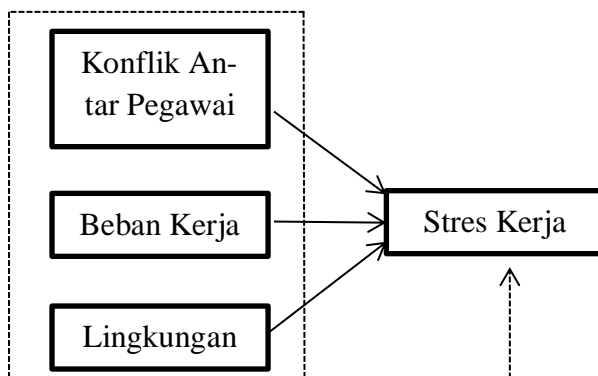 Konflik An-
tar Pegawai
Beban Kerja
Stres Kerja
Lingkungan